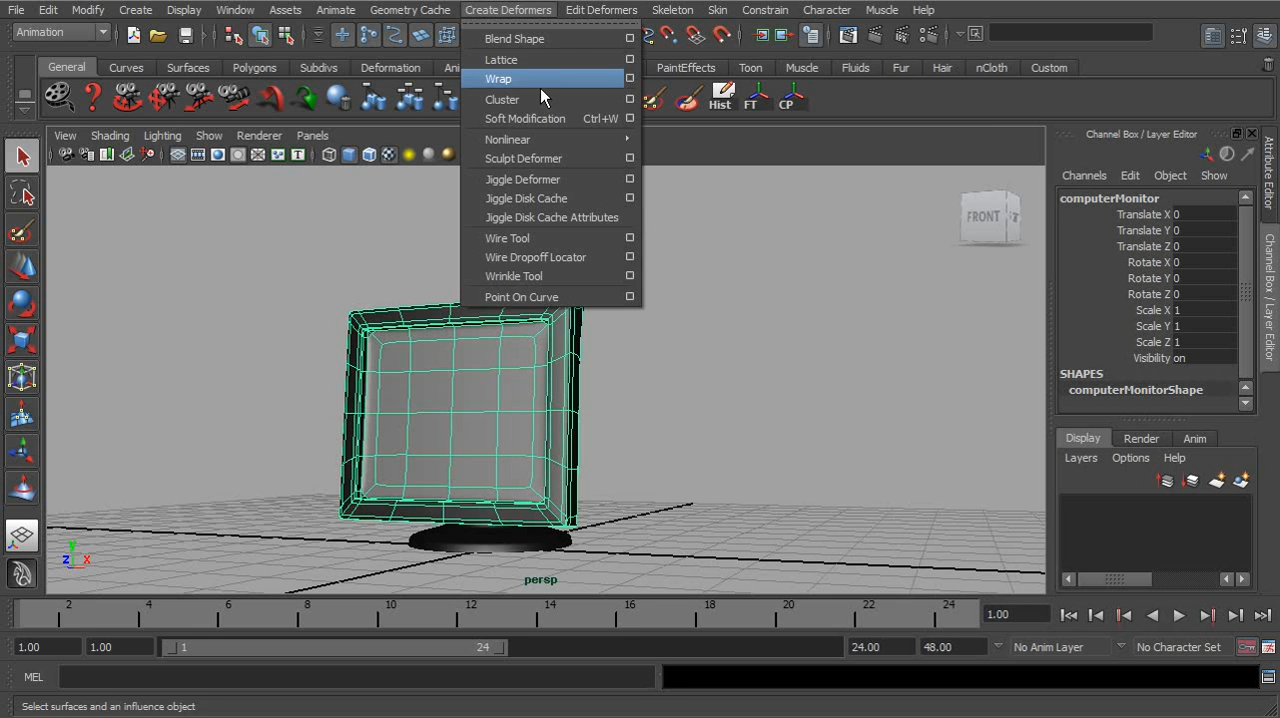 File Edit Modify Create Display Window Assets Animate Geometry Cache Create Deformers Edit Deformers Skeleton Skin Constrain Character Muscle Help
Animation
General Curves Surfaces Polygons Subdivs Deformation Ani PaintEffects Toon Muscle Fluids Fur Hair nCloth Custom
Hist FT CP
View Shading Lighting Show Renderer Panels
Blend Shape
Lattice
Wrap
Cluster
Soft Modification Ctrl+W
Nonlinear
Sculpt Deformer
Jiggle Deformer
Jiggle Disk Cache
Jiggle Disk Cache Attributes
Wire Tool
Wire Dropoff Locator
Wrinkle Tool
Point On Curve
FRONT
persp
y
z x
Channel Box / Layer Editor
Channels Edit Object Show
computerMonitor
Translate X 0
Translate Y 0
Translate Z 0
Rotate X 0
Rotate Y 0
Rotate Z 0
Scale X 1
Scale Y 1
Scale Z 1
Visibility on
SHAPES
computerMonitorShape
Display Render Anim
Layers Options Help
Attribute Editor
Channel Box / Layer Editor
2 4 6 8 10 12 14 16 18 20 22 24
1.00
1.00 1.00 1 24 24.00 48.00 No Anim Layer No Character Set
MEL
Select surfaces and an influence object